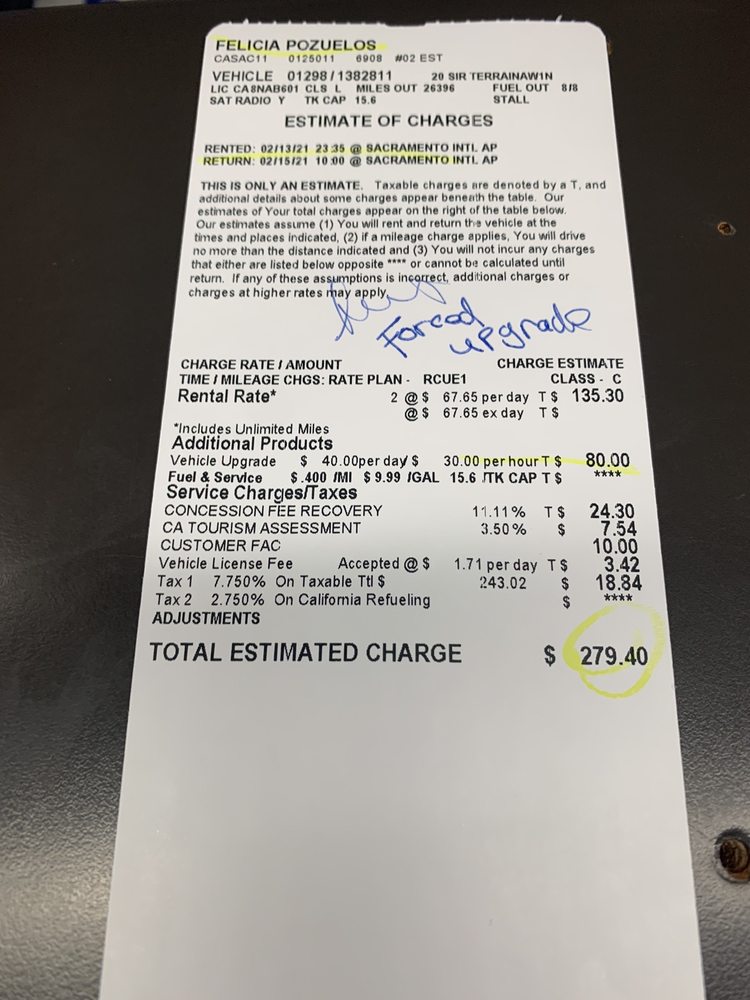 FELICIA POZUELOS
CASAC11 0125011 6908 #02 EST
VEHICLE 01298/1382811 20 SIR TERRAINAW1N
LIC CA8NAB601 CLS L MILES OUT 26396 FUEL OUT 8/8
SAT RADIO Y TK CAP 15.6 STALL
ESTIMATE OF CHARGES
RENTED: 02/13/21 23:35 @ SACRAMENTO INTL AP
RETURN: 02/15/21 10:00 @ SACRAMENTO INTL AP
THIS IS ONLY AN ESTIMATE. Taxable charges are denoted by a T, and
additional details about some charges appear beneath the table. Our
estimates of Your total charges appear on the right of the table below.
Our estimates assume (1) You will rent and return the vehicle at the
times and places indicated, (2) if a mileage charge applies, You will drive
no more than the distance indicated and (3) You will not incur any charges
that either are listed below opposite **** or cannot be calculated until
return. If any of these assumptions is incorrect, additional charges or
charges at higher rates may apply.
Forced
upgrade
CHARGE RATE / AMOUNT CHARGE ESTIMATE
TIME / MILEAGE CHGS: RATE PLAN - RCUE1 CLASS - C
Rental Rate* 2 @ $ 67.65 per day T $ 135.30
@ $ 67.65 ex day T $
*Includes Unlimited Miles
Additional Products
Vehicle Upgrade $ 40.00per day $ 30.00 per hour T $ 80.00
Fuel & Service $ .400 /MI $ 9.99 /GAL 15.6 /TK CAP T $ ****
Service Charges/Taxes
CONCESSION FEE RECOVERY 11.11% T $ 24.30
CA TOURISM ASSESSMENT 3.50% $ 7.54
CUSTOMER FAC 10.00
Vehicle License Fee Accepted @ $ 1.71 per day T $ 3.42
Tax 1 7.750% On Taxable Ttl $ 243.02 $ 18.84
Tax 2 2.750% On California Refueling $ ****
ADJUSTMENTS
TOTAL ESTIMATED CHARGE $ 279.40